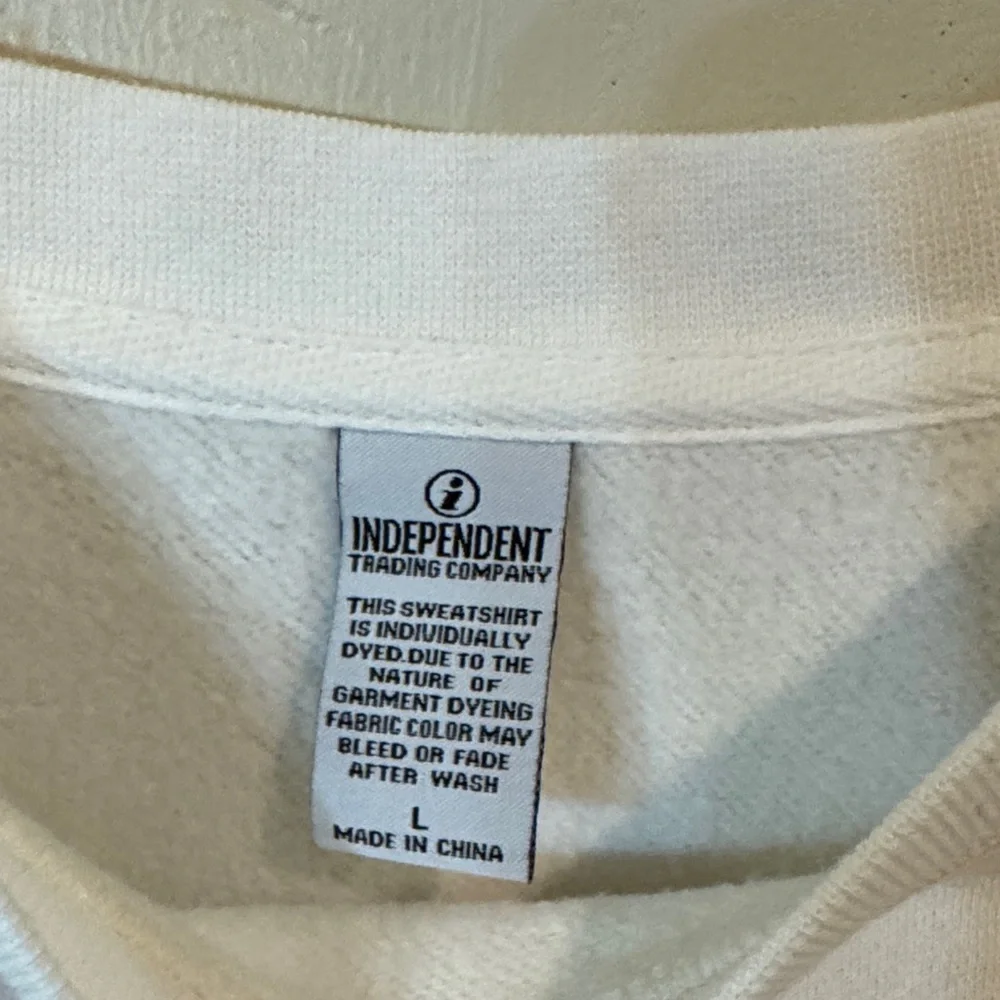 i
INDEPENDENT
TRADING COMPANY
THIS SWEATSHIRT
IS INDIVIDUALLY
DYED.DUE TO THE
NATURE OF
GARMENT DYEING
FABRIC COLOR MAY
BLEED OR FADE
AFTER WASH
L
MADE IN CHINA